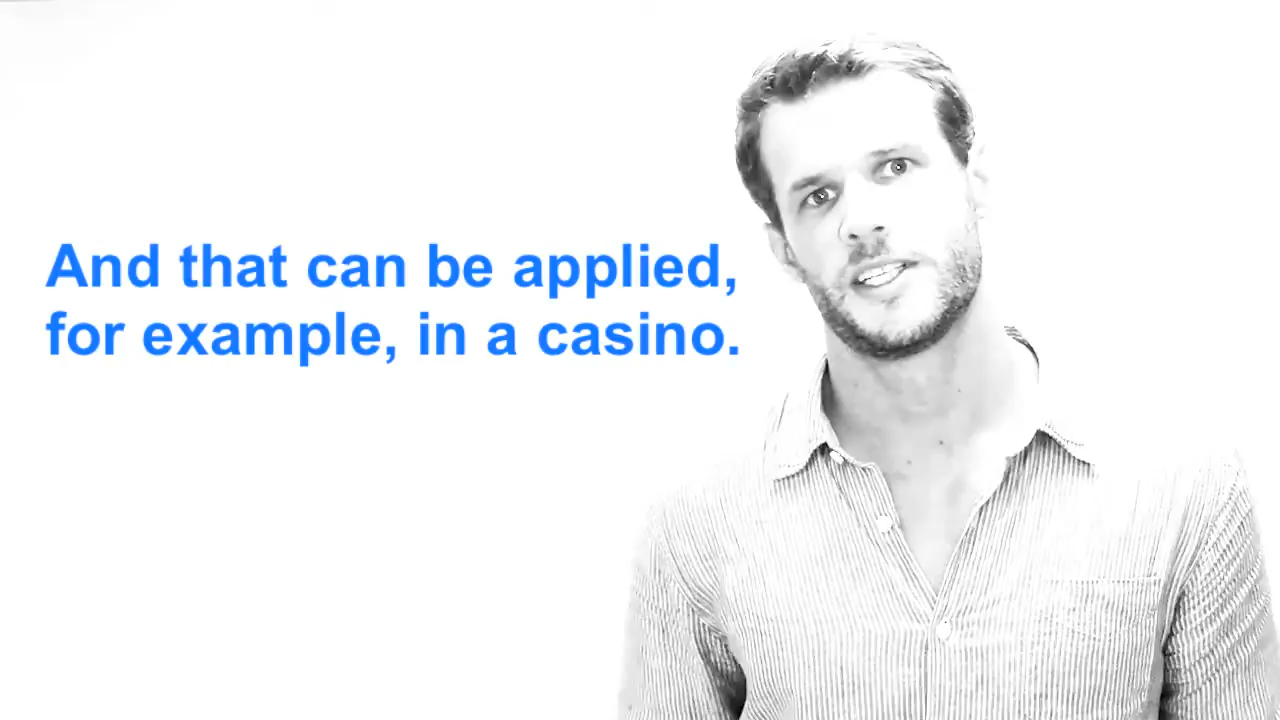 And that can be applied,
for example, in a casino.